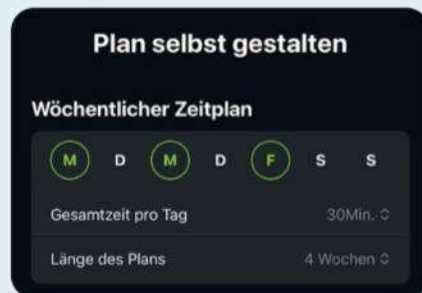 Plan selbst gestalten
Wöchentlicher Zeitplan
M D M D F S S
Gesamtzeit pro Tag 30Min.
Länge des Plans 4 Wochen